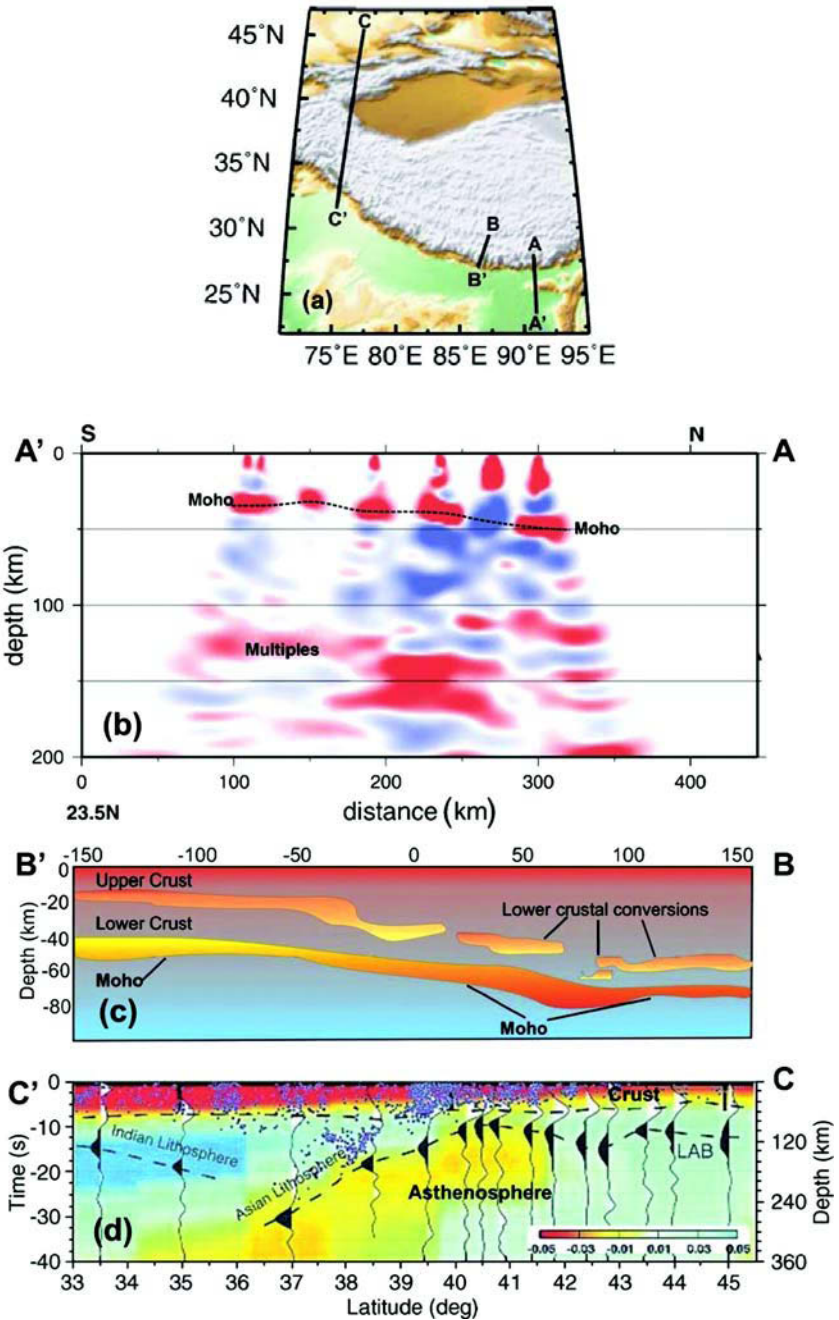 C
45°N
40°N
35°N
30°N
25°N
C'
B
B'
A
A'
(a)
75°E 80°E 85°E 90°E 95°E
S N
A' A
0
50
100
150
200
depth (km)
Moho
Moho
Multiples
(b)
0 100 200 300 400
distance (km)
23.5N
B' B
-150 -100 -50 0 50 100 150
0
-20
-40
-60
-80
Depth (km)
Upper Crust
Lower Crust
Lower crustal conversions
Moho
Moho
(c)
C' C
0
-10
-20
-30
-40
Time (s)
0
120
240
360
Depth (km)
Crust
Indian Lithosphere
Asian Lithosphere
LAB
Asthenosphere
(d)
-0.05 -0.03 -0.01 0.01 0.03 0.05
33 34 35 36 37 38 39 40 41 42 43 44 45
Latitude (deg)